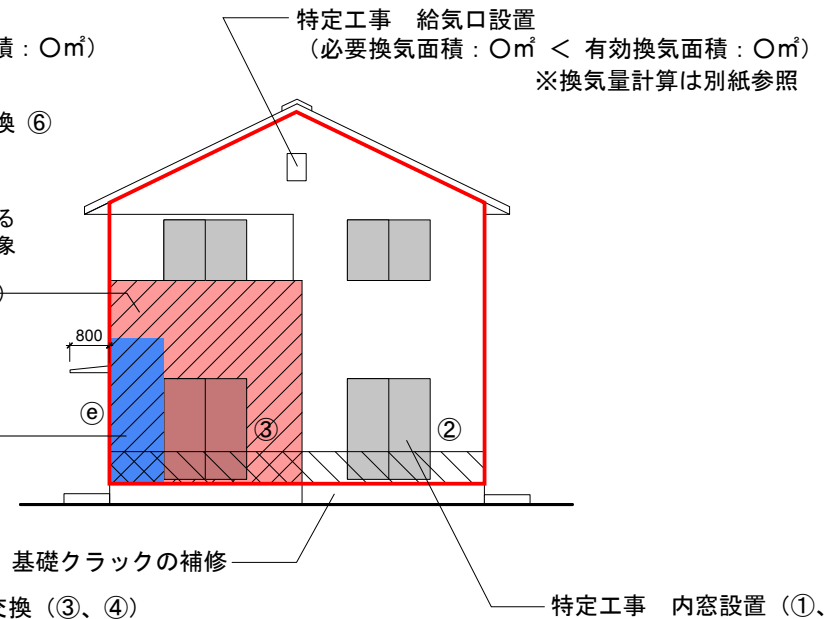 特定工事　給気口設置
積：〇㎡）
（必要換気面積：〇㎡ ＜ 有効換気面積：〇㎡）
※換気量計算は別紙参照
換 ⑥
る
象
）
800
ⓔ
③
②
基礎クラックの補修
交換（③、④）
特定工事　内窓設置（①、